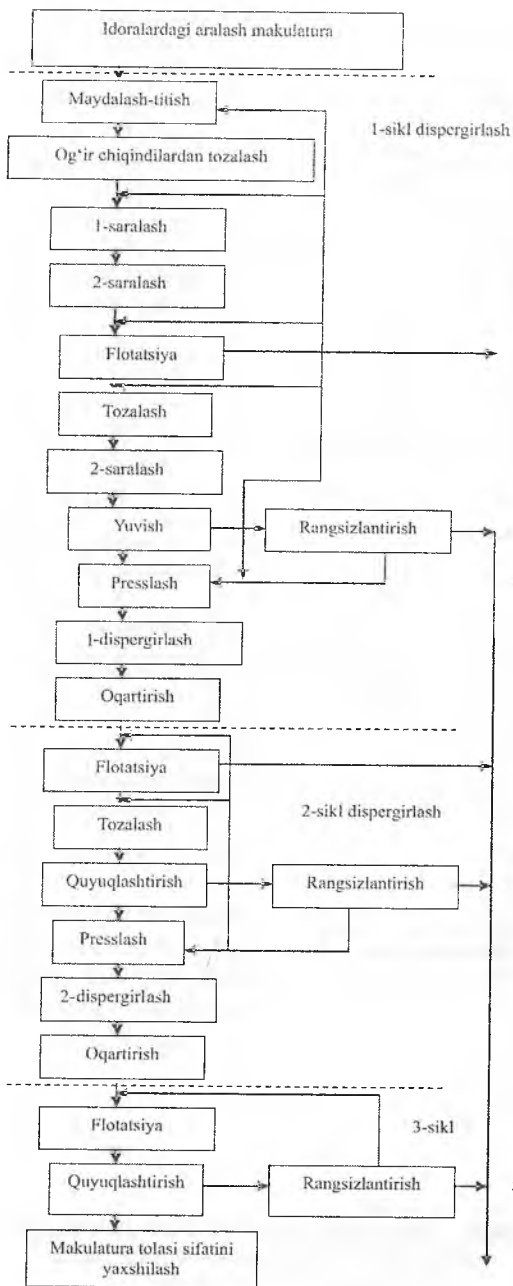 Idoralardagi aralash makulatura
Maydalash-titish
1-sikl dispergirlash
Og‘ir chiqindilardan tozalash
1-saralash
2-saralash
Flotatsiya
Tozalash
2-saralash
Yuvish
Rangsizlantirish
Presslash
1-dispergirlash
Oqartirish
Flotatsiya
2-sikl dispergirlash
Tozalash
Quyuqlashtirish
Rangsizlantirish
Presslash
2-dispergirlash
Oqartirish
Flotatsiya
3-sikl
Quyuqlashtirish
Rangsizlantirish
Makulatura tolasi sifatini
yaxshilash